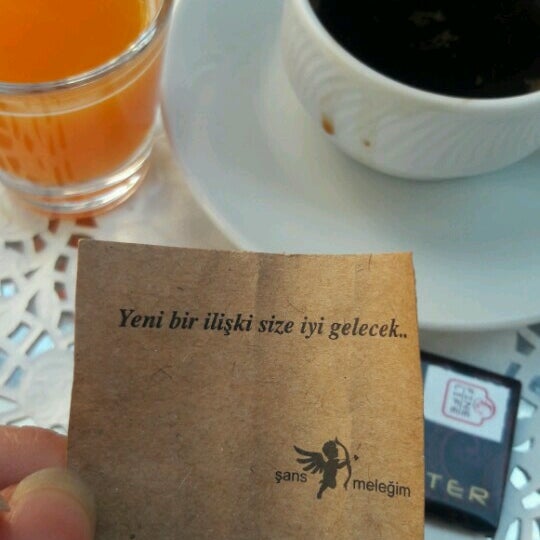 Yeni bir ilişki size iyi gelecek..
şans meleğim
TER